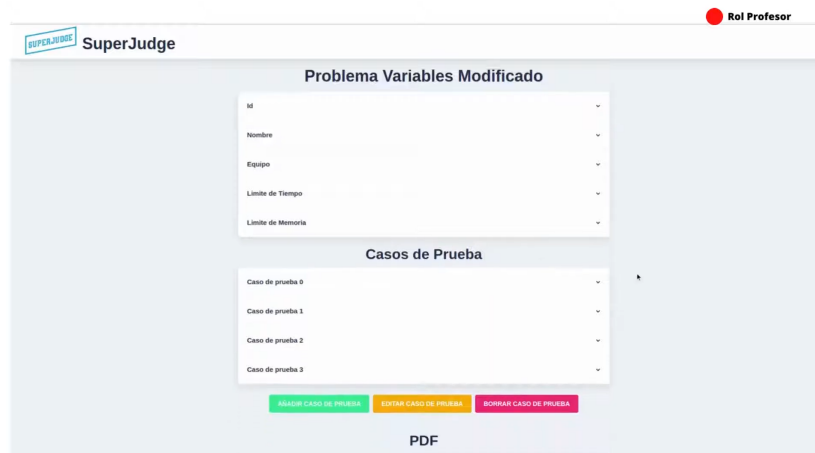 Rol Profesor
SUPERJUDGE
SuperJudge
Problema Variables Modificado
Id
Nombre
Equipo
Limite de Tiempo
Limite de Memoria
Casos de Prueba
Caso de prueba 0
Caso de prueba 1
Caso de prueba 2
Caso de prueba 3
AÑADIR CASO DE PRUEBA EDITAR CASO DE PRUEBA BORRAR CASO DE PRUEBA
PDF